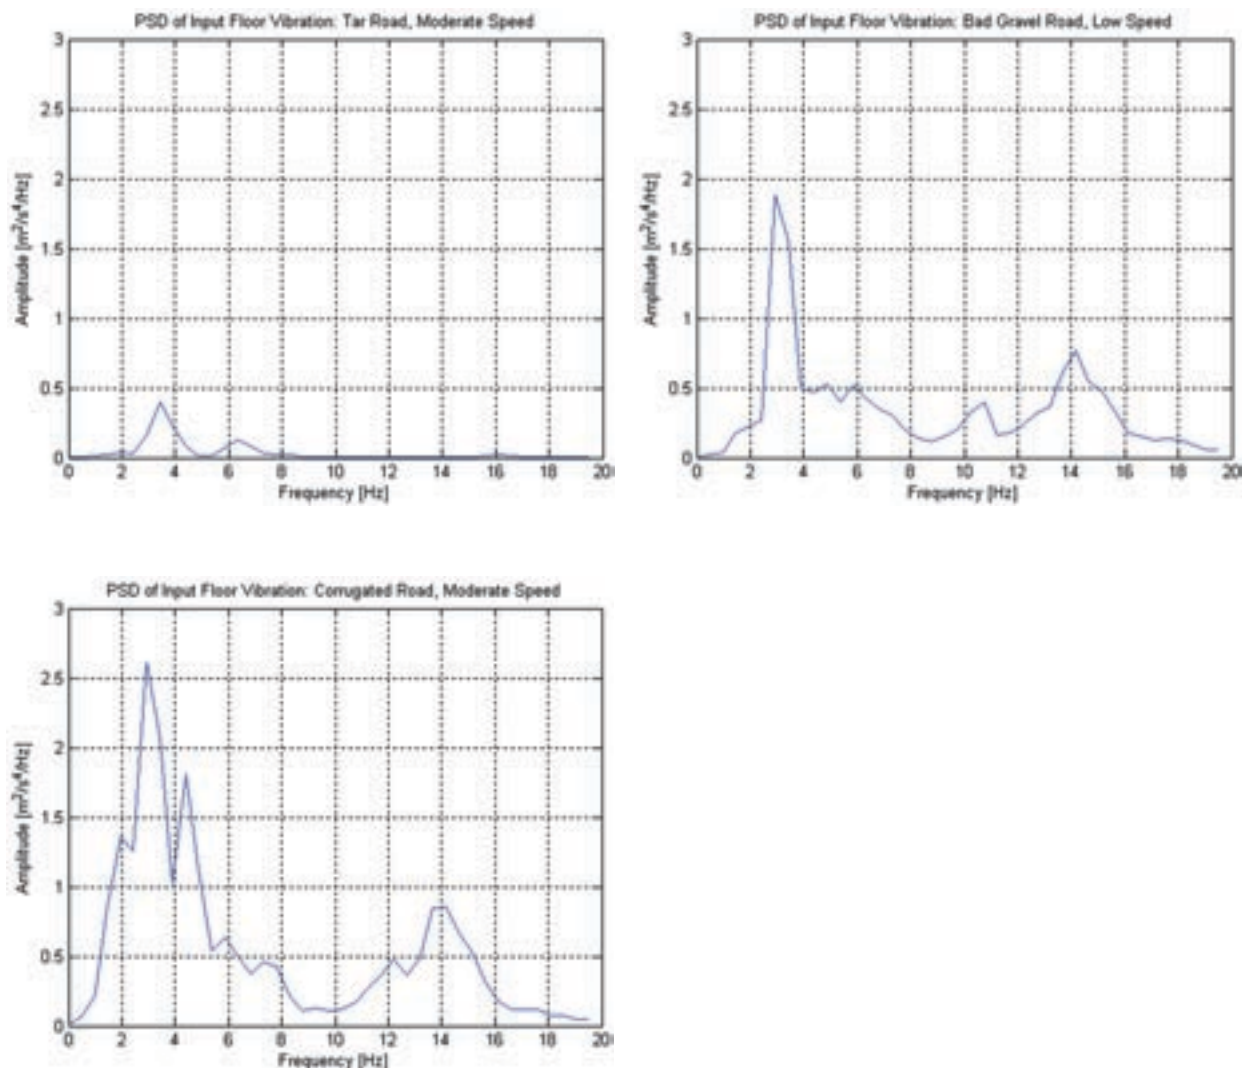 PSD of Input Floor Vibration: Tar Road, Moderate Speed
3
2.5
2
1.5
1
0.5
0
Amplitude [m²/s⁴/Hz]
0 2 4 6 8 10 12 14 16 18 20
Frequency [Hz]
PSD of Input Floor Vibration: Bad Gravel Road, Low Speed
3
2.5
2
1.5
1
0.5
0
Amplitude [m²/s⁴/Hz]
0 2 4 6 8 10 12 14 16 18 20
Frequency [Hz]
PSD of Input Floor Vibration: Corrugated Road, Moderate Speed
3
2.5
2
1.5
1
0.5
0
Amplitude [m²/s⁴/Hz]
0 2 4 6 8 10 12 14 16 18 20
Frequency [Hz]